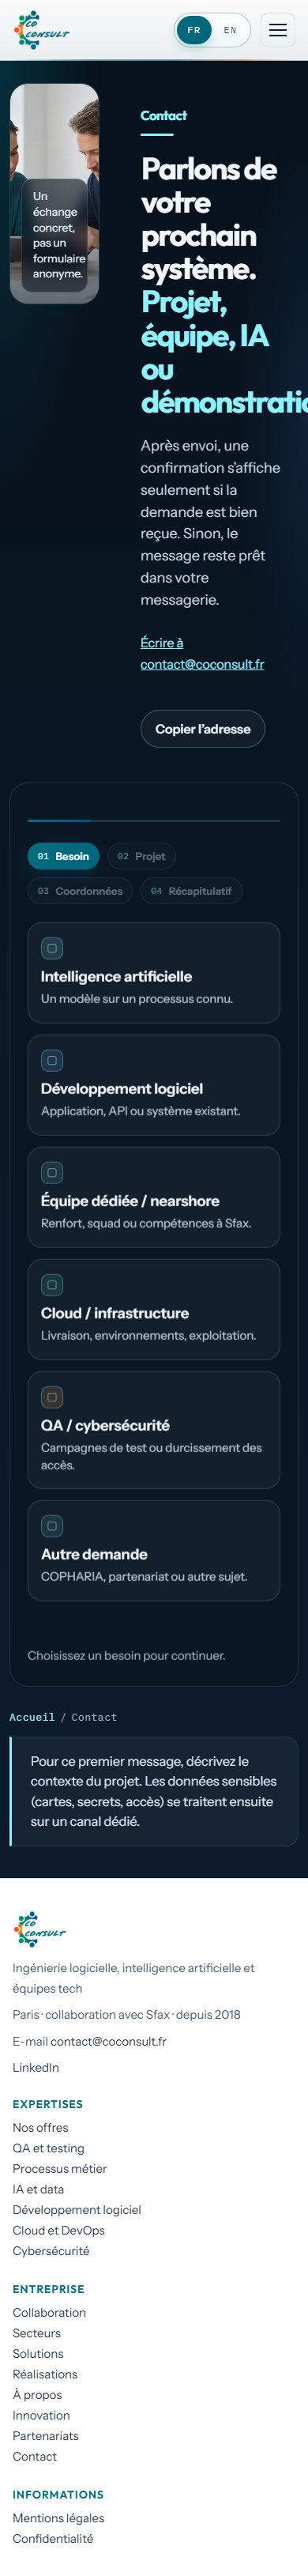 CO
CONSULT
FR
EN
Un
échange
concret,
pas un
formulaire
anonyme.
Contact
Parlons de
votre
prochain
système.
Projet,
équipe, IA
ou
démonstratio
Après envoi, une
confirmation s'affiche
seulement si la
demande est bien
reçue. Sinon, le
message reste prêt
dans votre
messagerie.
Écrire à
contact@coconsult.fr
Copier l'adresse
01 Besoin
02 Projet
03 Coordonnées
04 Récapitulatif
Intelligence artificielle
Un modèle sur un processus connu.
Développement logiciel
Application, API ou système existant.
Équipe dédiée / nearshore
Renfort, squad ou compétences à Sfax.
Cloud / infrastructure
Livraison, environnements, exploitation.
QA / cybersécurité
Campagnes de test ou durcissement des
accès.
Autre demande
COPHARIA, partenariat ou autre sujet.
Choisissez un besoin pour continuer.
Accueil / Contact
Pour ce premier message, décrivez le
contexte du projet. Les données sensibles
(cartes, secrets, accès) se traitent ensuite
sur un canal dédié.
CO
CONSULT
Ingénierie logicielle, intelligence artificielle et
équipes tech
Paris · collaboration avec Sfax · depuis 2018
E-mail contact@coconsult.fr
LinkedIn
EXPERTISES
Nos offres
QA et testing
Processus métier
IA et data
Développement logiciel
Cloud et DevOps
Cybersécurité
ENTREPRISE
Collaboration
Secteurs
Solutions
Réalisations
À propos
Innovation
Partenariats
Contact
INFORMATIONS
Mentions légales
Confidentialité